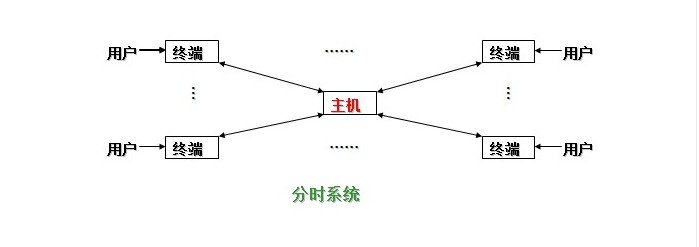 用户 终端 …… 终端 用户
⋮ ⋮
主机
用户 终端 …… 终端 用户
分时系统